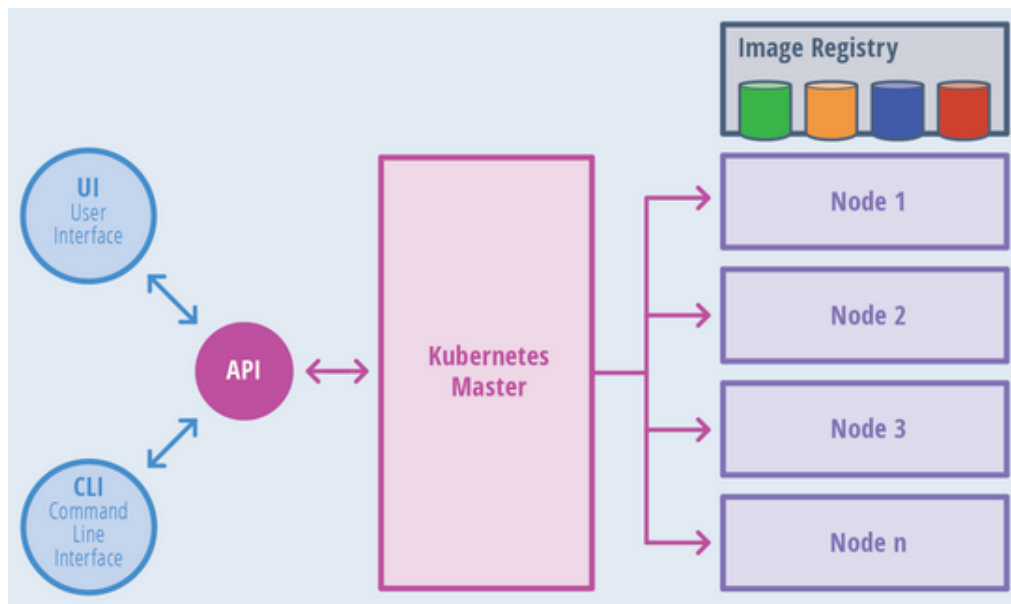 Image Registry
UI
User
Interface
API
CLI
Command
Line
Interface
Kubernetes
Master
Node 1
Node 2
Node 3
Node n